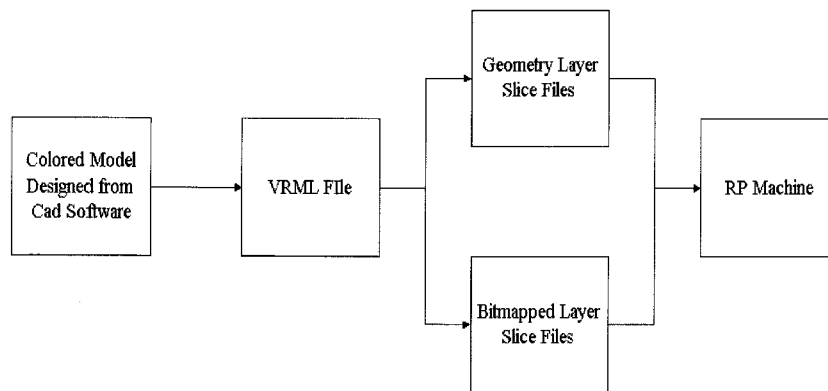 Colored Model
Designed from
Cad Software
VRML FIle
Geometry Layer
Slice Files
Bitmapped Layer
Slice Files
RP Machine